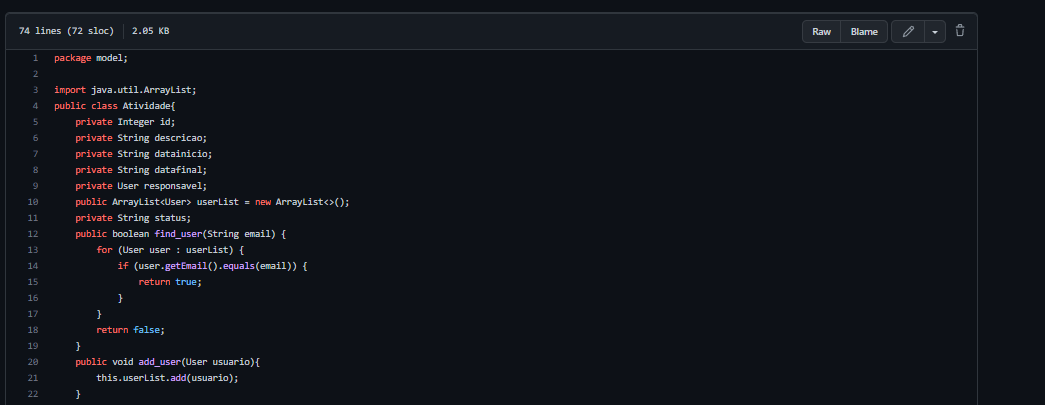 74 lines (72 sloc) 2.05 KB Raw Blame
1 package model;
2
3 import java.util.ArrayList;
4 public class Atividade{
5 private Integer id;
6 private String descricao;
7 private String datainicio;
8 private String datafinal;
9 private User responsavel;
10 public ArrayList<User> userList = new ArrayList<>();
11 private String status;
12 public boolean find_user(String email) {
13 for (User user : userList) {
14 if (user.getEmail().equals(email)) {
15 return true;
16 }
17 }
18 return false;
19 }
20 public void add_user(User usuario){
21 this.userList.add(usuario);
22 }